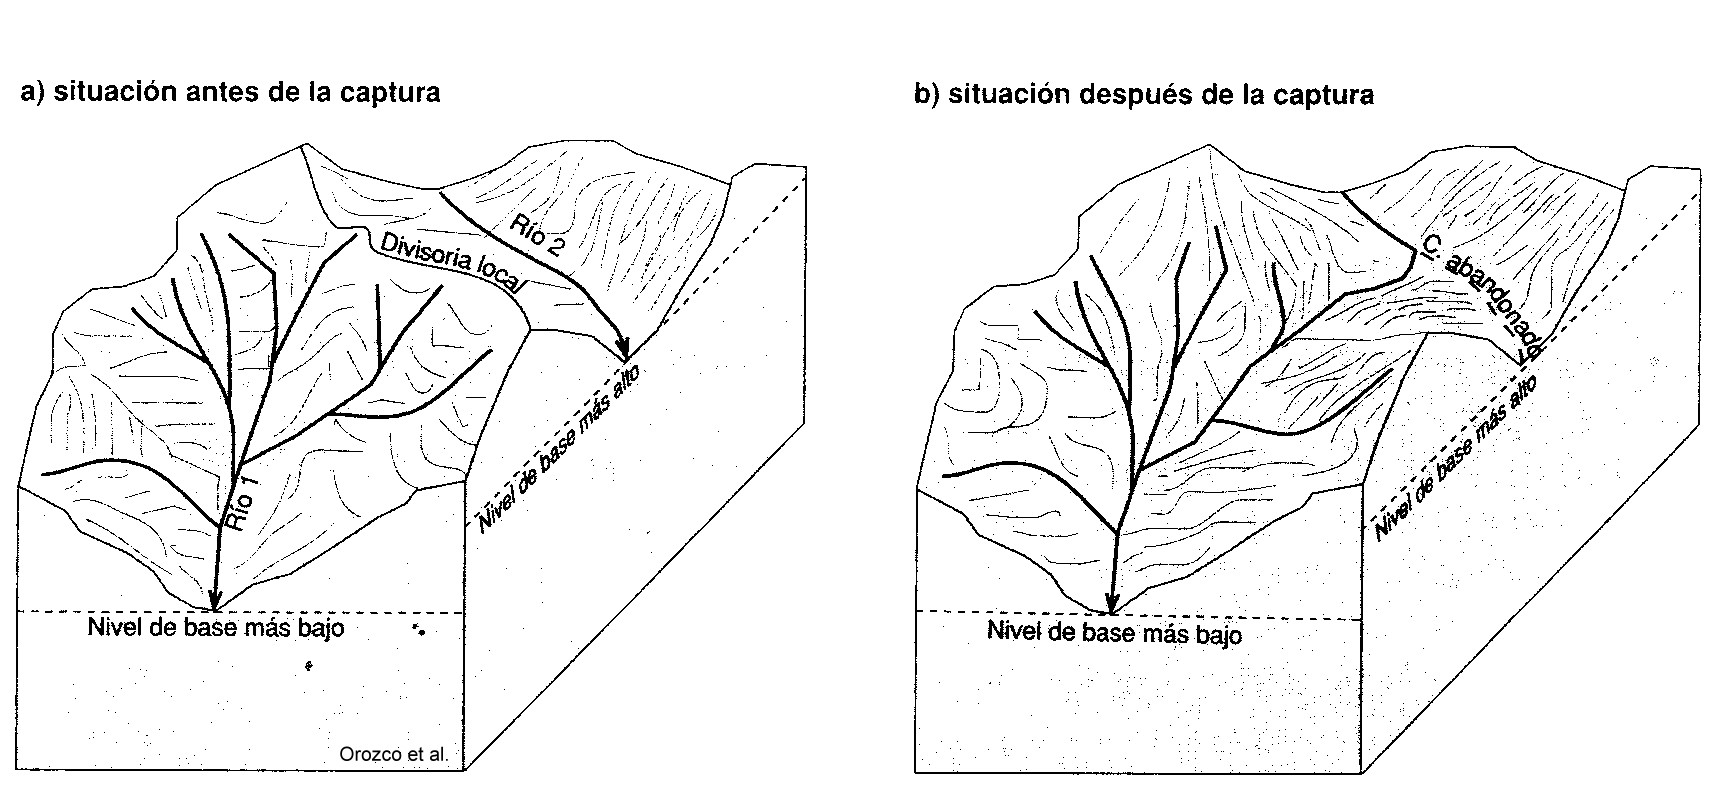 a) situación antes de la captura
b) situación después de la captura
Río 2
Divisoria local
Río 1
Nivel de base más alto
Nivel de base más bajo
Orozco et al.
C. abandonado
Nivel de base más alto
Nivel de base más bajo